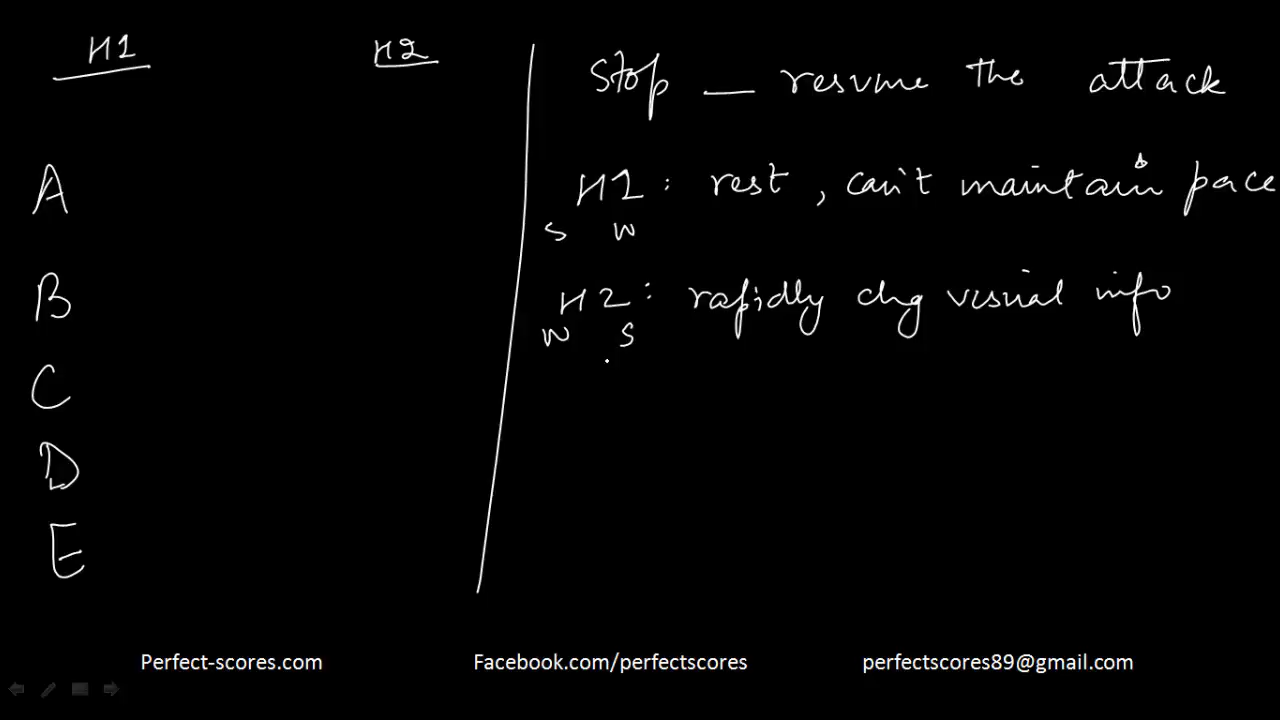 H1 H2
A
B
C
D
E
Stop — resume the attack
H1 : rest, can't maintain pace
S W
H2 : rapidly chg visual info
W S
Perfect-scores.com Facebook.com/perfectscores perfectscores89@gmail.com